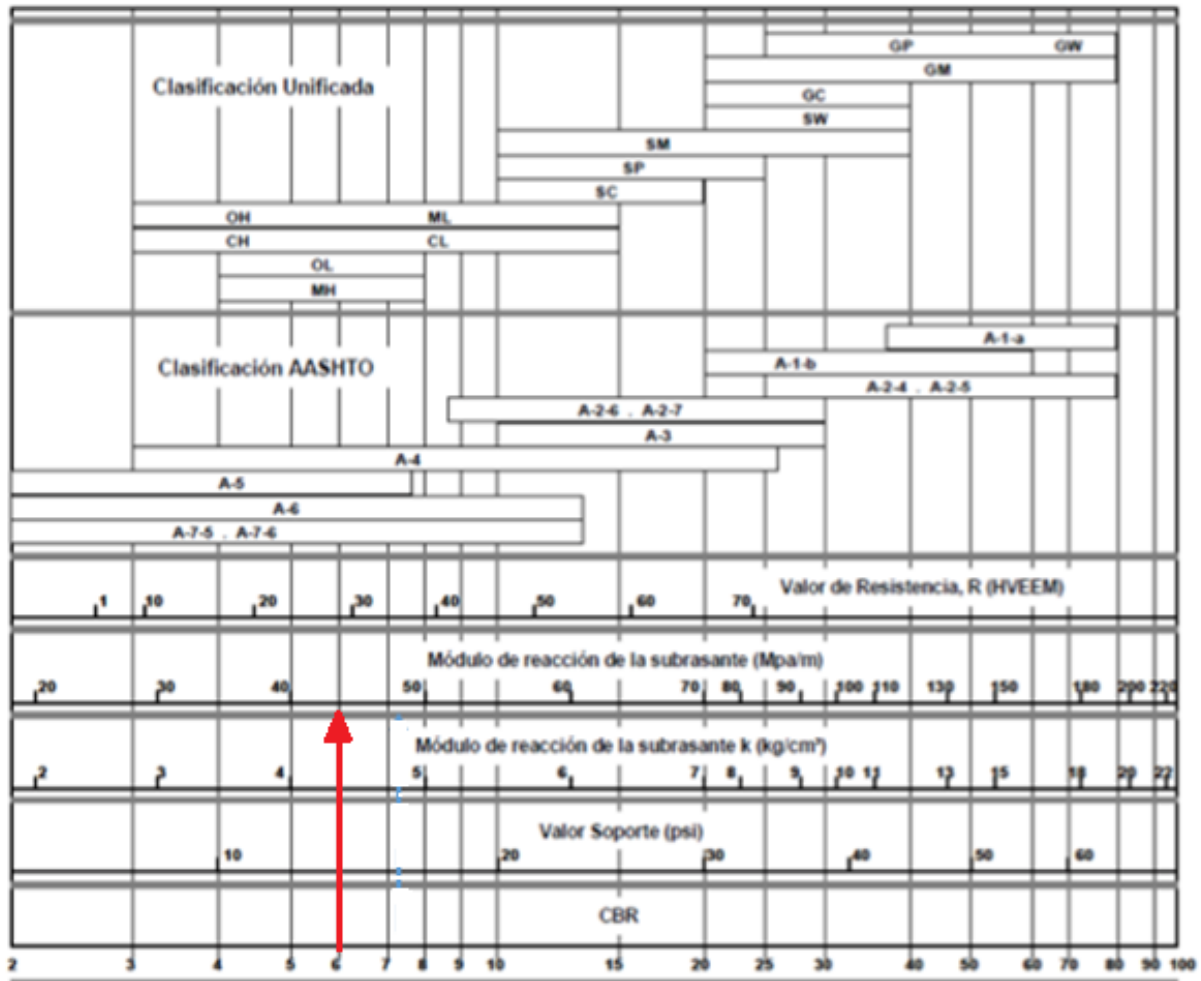 GP GW
GM
Clasificación Unificada
GC
SW
SM
SP
SC
OH ML
CH CL
OL
MH
A-1-a
Clasificación AASHTO
A-1-b
A-2-4 . A-2-5
A-2-6 . A-2-7
A-3
A-4
A-5
A-6
A-7-5 . A-7-6
Valor de Resistencia, R (HVEEM)
1 10 20 30 40 50 60 70
Módulo de reacción de la subrasante (Mpa/m)
20 30 40 50 60 70 80 90 100 110 130 150 180 200 220
Módulo de reacción de la subrasante k (kg/cm³)
2 3 4 5 6 7 8 9 10 11 13 15 18 20 22
Valor Soporte (psi)
10 20 30 40 50 60
CBR
2 3 4 5 6 7 8 9 10 15 20 25 30 40 50 60 70 80 90 100